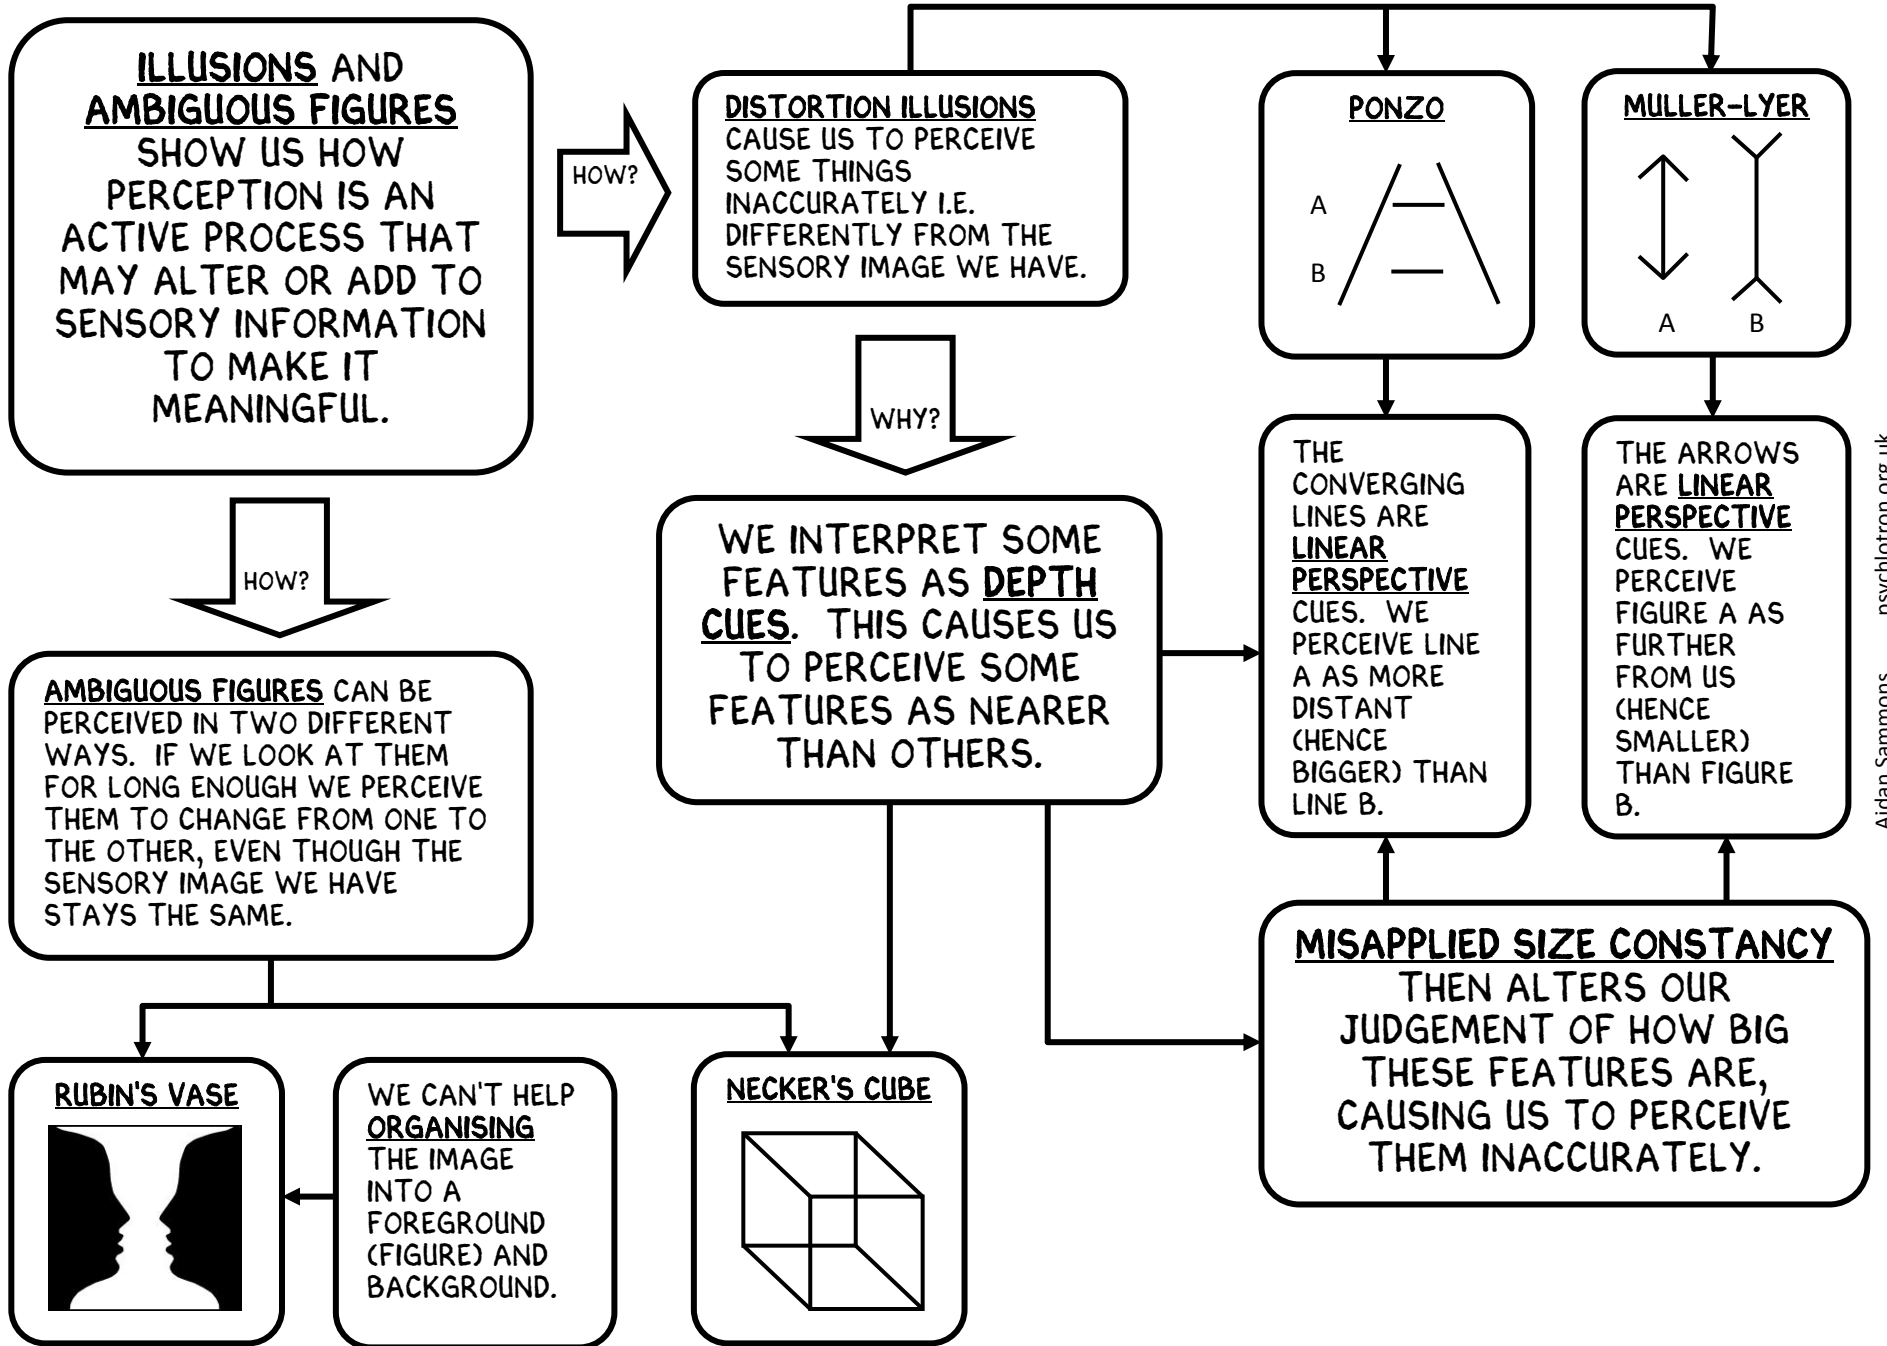 ILLUSIONS AND
AMBIGUOUS FIGURES
SHOW US HOW
PERCEPTION IS AN
ACTIVE PROCESS THAT
MAY ALTER OR ADD TO
SENSORY INFORMATION
TO MAKE IT
MEANINGFUL.
HOW?
DISTORTION ILLUSIONS
CAUSE US TO PERCEIVE
SOME THINGS
INACCURATELY I.E.
DIFFERENTLY FROM THE
SENSORY IMAGE WE HAVE.
PONZO
A
B
MULLER-LYER
A B
WHY?
HOW?
WE INTERPRET SOME
FEATURES AS DEPTH
CUES. THIS CAUSES US
TO PERCEIVE SOME
FEATURES AS NEARER
THAN OTHERS.
THE
CONVERGING
LINES ARE
LINEAR
PERSPECTIVE
CUES. WE
PERCEIVE LINE
A AS MORE
DISTANT
(HENCE
BIGGER) THAN
LINE B.
THE ARROWS
ARE LINEAR
PERSPECTIVE
CUES. WE
PERCEIVE
FIGURE A AS
FURTHER
FROM US
(HENCE
SMALLER)
THAN FIGURE
B.
AMBIGUOUS FIGURES CAN BE
PERCEIVED IN TWO DIFFERENT
WAYS. IF WE LOOK AT THEM
FOR LONG ENOUGH WE PERCEIVE
THEM TO CHANGE FROM ONE TO
THE OTHER, EVEN THOUGH THE
SENSORY IMAGE WE HAVE
STAYS THE SAME.
MISAPPLIED SIZE CONSTANCY
THEN ALTERS OUR
JUDGEMENT OF HOW BIG
THESE FEATURES ARE,
CAUSING US TO PERCEIVE
THEM INACCURATELY.
RUBIN'S VASE
WE CAN'T HELP
ORGANISING
THE IMAGE
INTO A
FOREGROUND
(FIGURE) AND
BACKGROUND.
NECKER'S CUBE
Aidan Sammons psychlotron.org.uk